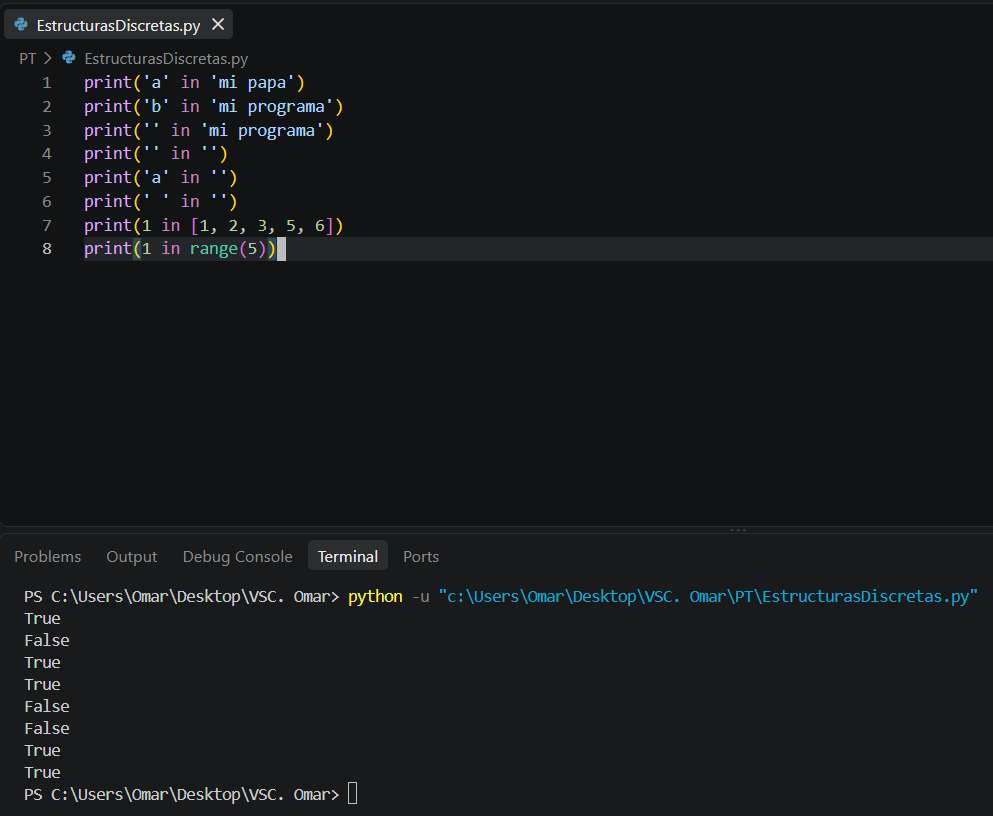 EstructurasDiscretas.py
PT > EstructurasDiscretas.py
1 print('a' in 'mi papa')
2 print('b' in 'mi programa')
3 print('' in 'mi programa')
4 print('' in '')
5 print('a' in '')
6 print(' ' in '')
7 print(1 in [1, 2, 3, 5, 6])
8 print(1 in range(5))
Problems Output Debug Console Terminal Ports
PS C:\Users\Omar\Desktop\VSC. Omar> python -u "c:\Users\Omar\Desktop\VSC. Omar\PT\EstructurasDiscretas.py"
True
False
True
True
False
False
True
True
PS C:\Users\Omar\Desktop\VSC. Omar>